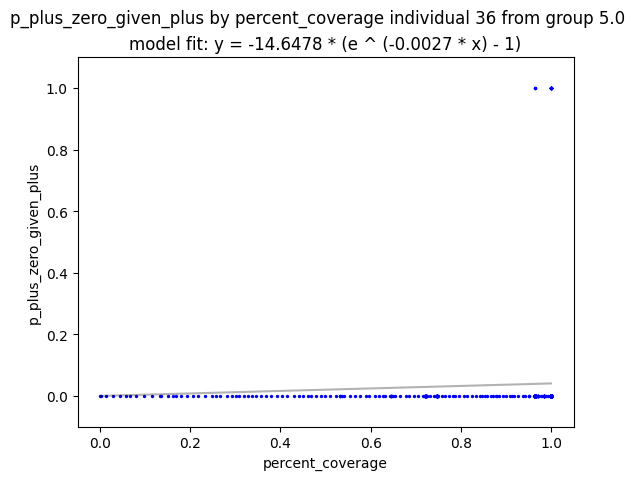 p_plus_zero_given_plus by percent_coverage individual 36 from group 5.0
model fit: y = -14.6478 * (e ^ (-0.0027 * x) - 1)
1.0
0.8
0.6
0.4
0.2
0.0
p_plus_zero_given_plus
0.0 0.2 0.4 0.6 0.8 1.0
percent_coverage